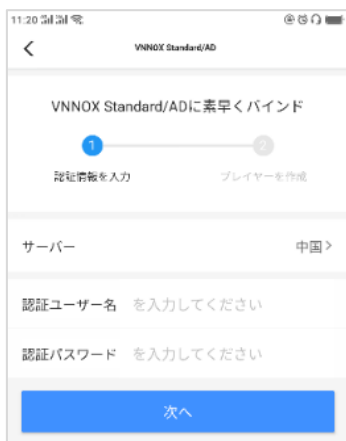 11:20
VNNOX Standard/AD
VNNOX Standard/ADに素早くバインド
1
2
認証情報を入力
プレイヤーを作成
サーバー 中国
認証ユーザー名 を入力してください
認証パスワード を入力してください
次へ